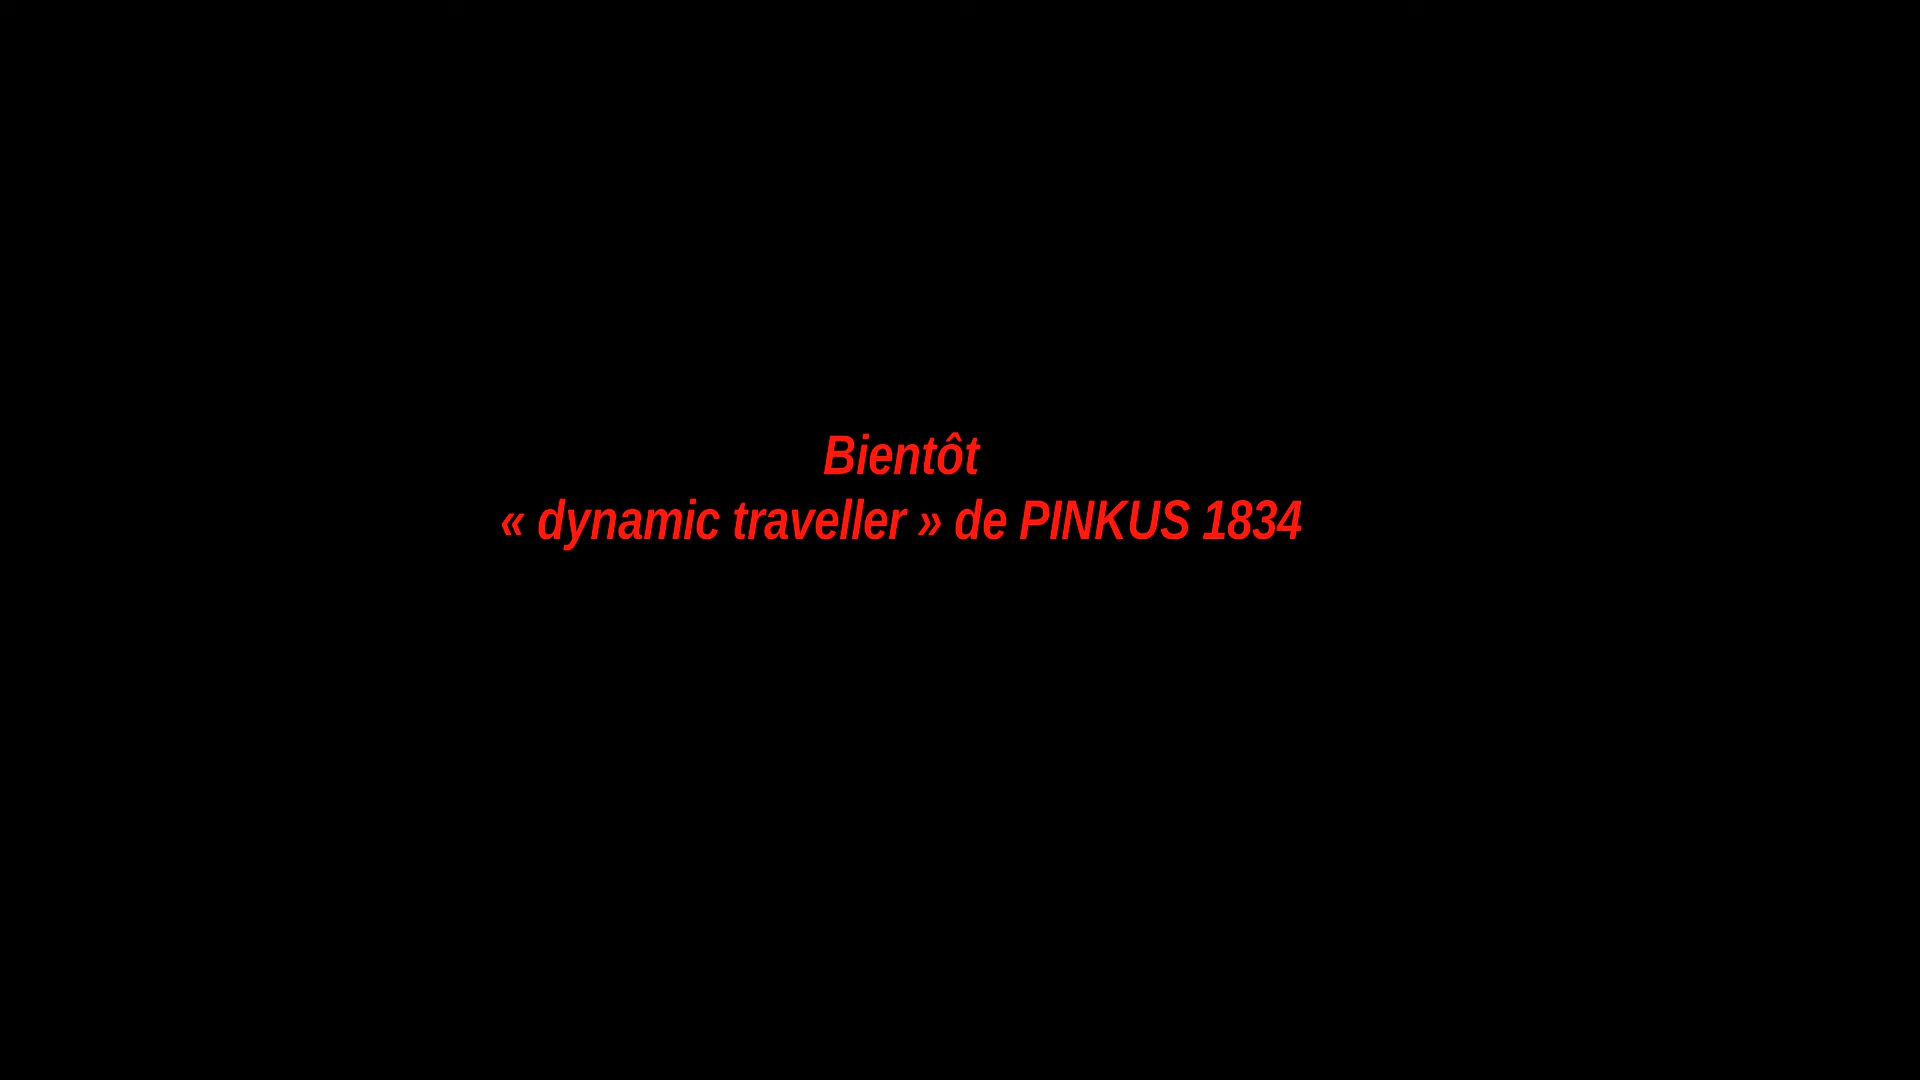 Bientôt
« dynamic traveller » de PINKUS 1834